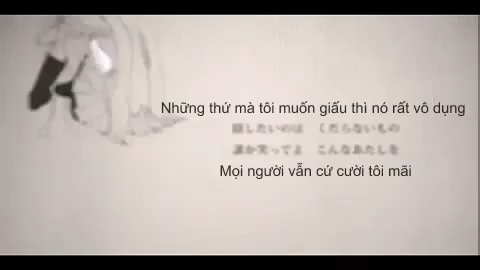 Những thứ mà tôi muốn giấu thì nó rất vô dụng
隠したいのは くだらないもの
誰か笑ってよ こんなあたしを
Mọi người vẫn cứ cười tôi mãi